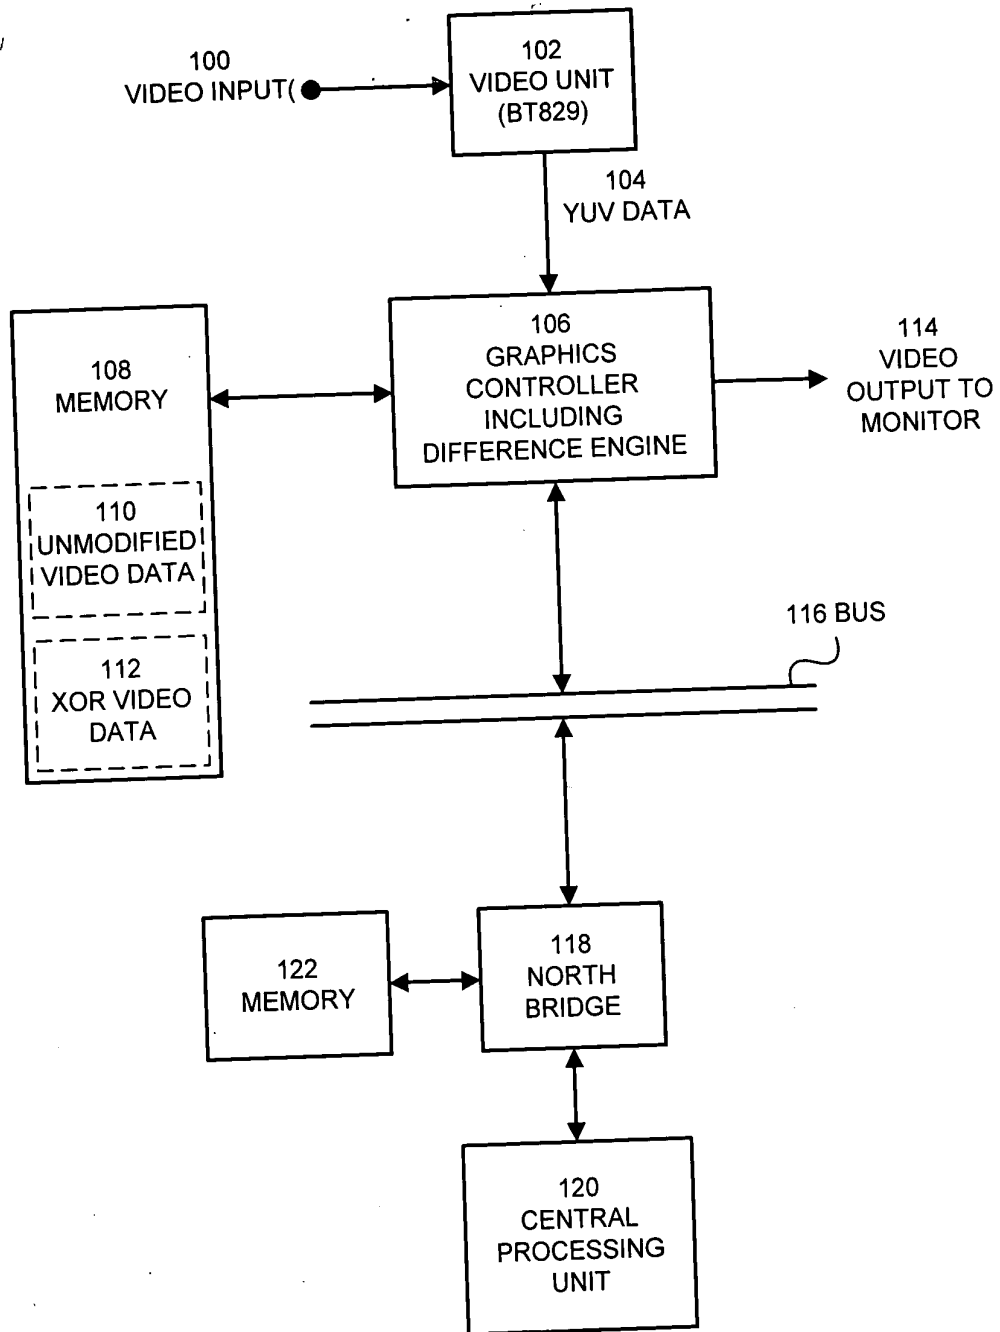 100
VIDEO INPUT(
102
VIDEO UNIT
(BT829)
104
YUV DATA
106
GRAPHICS
CONTROLLER
INCLUDING
DIFFERENCE ENGINE
114
VIDEO
OUTPUT TO
MONITOR
108
MEMORY
110
UNMODIFIED
VIDEO DATA
112
XOR VIDEO
DATA
116 BUS
118
NORTH
BRIDGE
122
MEMORY
120
CENTRAL
PROCESSING
UNIT